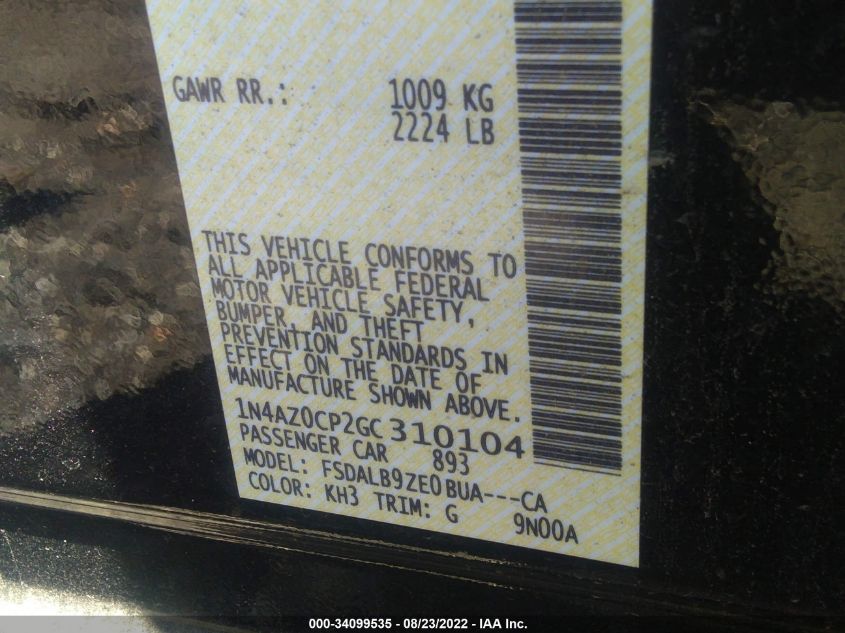 GAWR RR.: 1009 KG
2224 LB
THIS VEHICLE CONFORMS TO
ALL APPLICABLE FEDERAL
MOTOR VEHICLE SAFETY,
BUMPER, AND THEFT
PREVENTION STANDARDS IN
EFFECT ON THE DATE OF
MANUFACTURE SHOWN ABOVE.
1N4AZ0CP2GC310104
PASSENGER CAR 893
MODEL: FSDALB9ZE0BUA---CA
COLOR: KH3 TRIM: G 9N00A
000-34099535 - 08/23/2022 - IAA Inc.